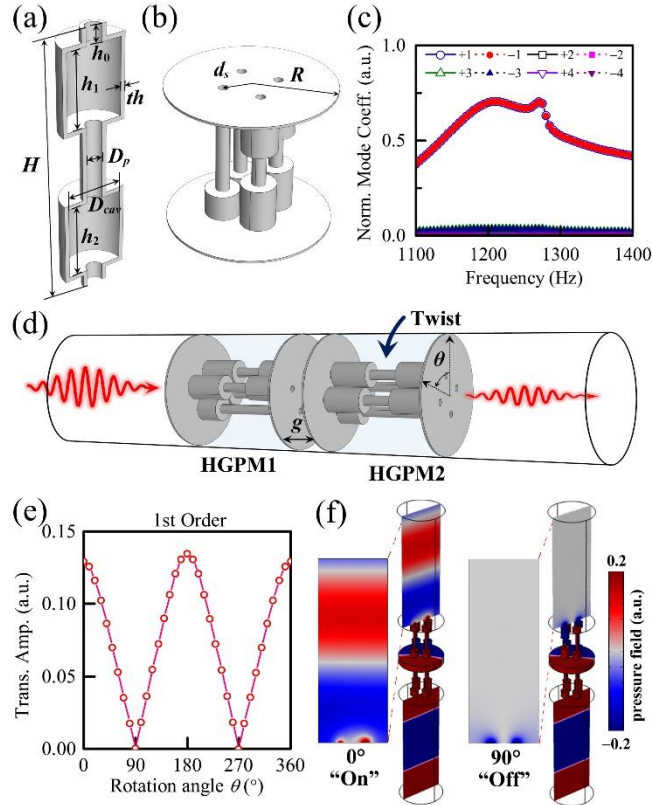 (a)
h0
h1
th
H
Dp
Dcav
h2
(b)
ds
R
(c)
Norm. Mode Coeff. (a.u.)
1.0
0.5
0.0
+1 −1 +2 −2
+3 −3 +4 −4
1100 1200 1300 1400
Frequency (Hz)
(d)
Twist
θ
g
HGPM1
HGPM2
(e)
1st Order
Trans. Amp. (a.u.)
0.15
0.10
0.05
0.00
0 90 180 270 360
Rotation angle θ (°)
(f)
0°
“On”
90°
“Off”
0.2
pressure field (a.u.)
−0.2